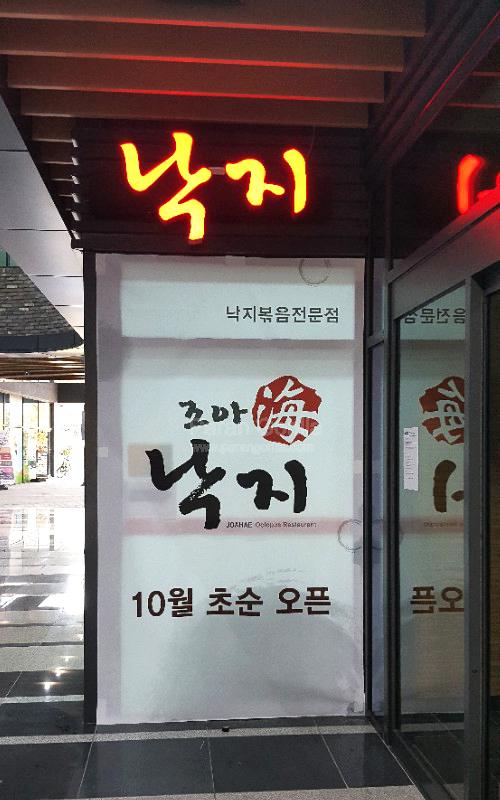 낙지
낙지볶음전문점
조아 海
낙지
JOAHAE Octopus Restaurant
10월 초순 오픈